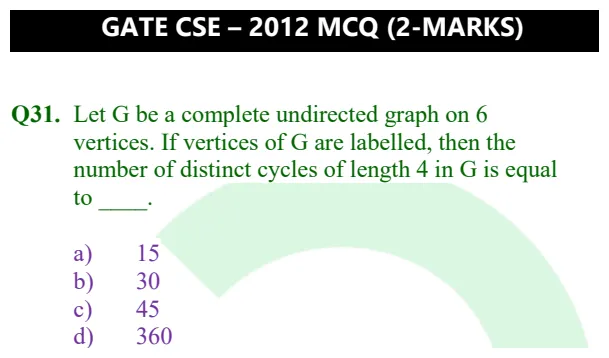 GATE CSE – 2012 MCQ (2-MARKS)
Q31. Let G be a complete undirected graph on 6
vertices. If vertices of G are labelled, then the
number of distinct cycles of length 4 in G is equal
to ____.
a) 15
b) 30
c) 45
d) 360